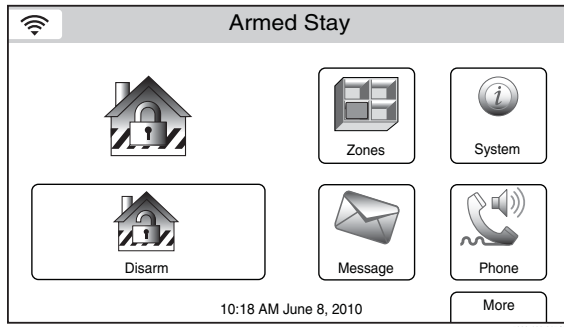 Armed Stay
Zones
System
Disarm
Message
Phone
10:18 AM June 8, 2010
More